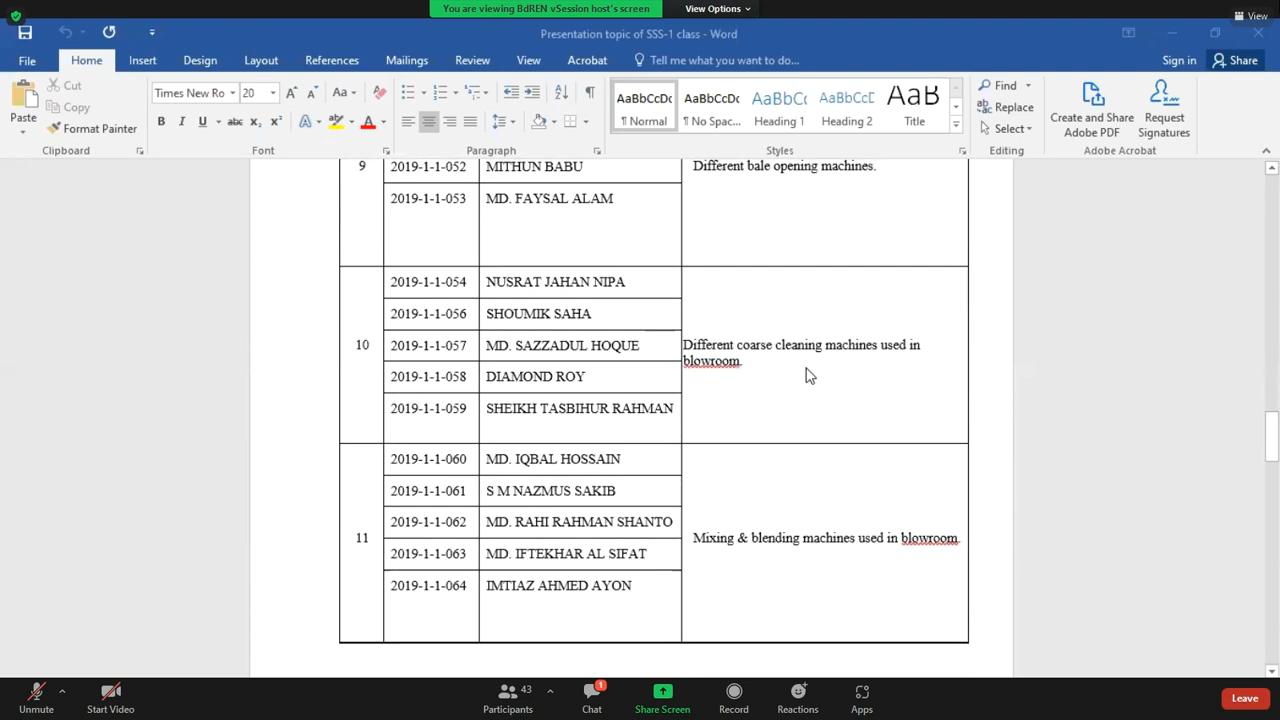 You are viewing BdREN vSession host's screen
View Options
View
Presentation topic of SSS-1 class - Word
Sign in
Share
File
Home
Insert
Design
Layout
References
Mailings
Review
View
Acrobat
Tell me what you want to do...
Paste
Cut
Copy
Format Painter
Times New Ro
20
Aa
B I U abc x₂ x²
A
AaBbCcDc
¶ Normal
AaBbCcDc
¶ No Spac...
AaBbCc
Heading 1
AaBbCcE
Heading 2
AaB
Title
Find
Replace
Select
Create and Share
Adobe PDF
Request
Signatures
Clipboard
Font
Paragraph
Styles
Editing
Adobe Acrobat
9
2019-1-1-052 MITHUN BABU
Different bale opening machines.
2019-1-1-053 MD. FAYSAL ALAM
10
2019-1-1-054 NUSRAT JAHAN NIPA
2019-1-1-056 SHOUMIK SAHA
2019-1-1-057 MD. SAZZADUL HOQUE
2019-1-1-058 DIAMOND ROY
2019-1-1-059 SHEIKH TASBIHUR RAHMAN
Different coarse cleaning machines used in
blowroom.
11
2019-1-1-060 MD. IQBAL HOSSAIN
2019-1-1-061 S M NAZMUS SAKIB
2019-1-1-062 MD. RAHI RAHMAN SHANTO
2019-1-1-063 MD. IFTEKHAR AL SIFAT
2019-1-1-064 IMTIAZ AHMED AYON
Mixing & blending machines used in blowroom.
Unmute
Start Video
43
Participants
1
Chat
Share Screen
Record
Reactions
Apps
Leave